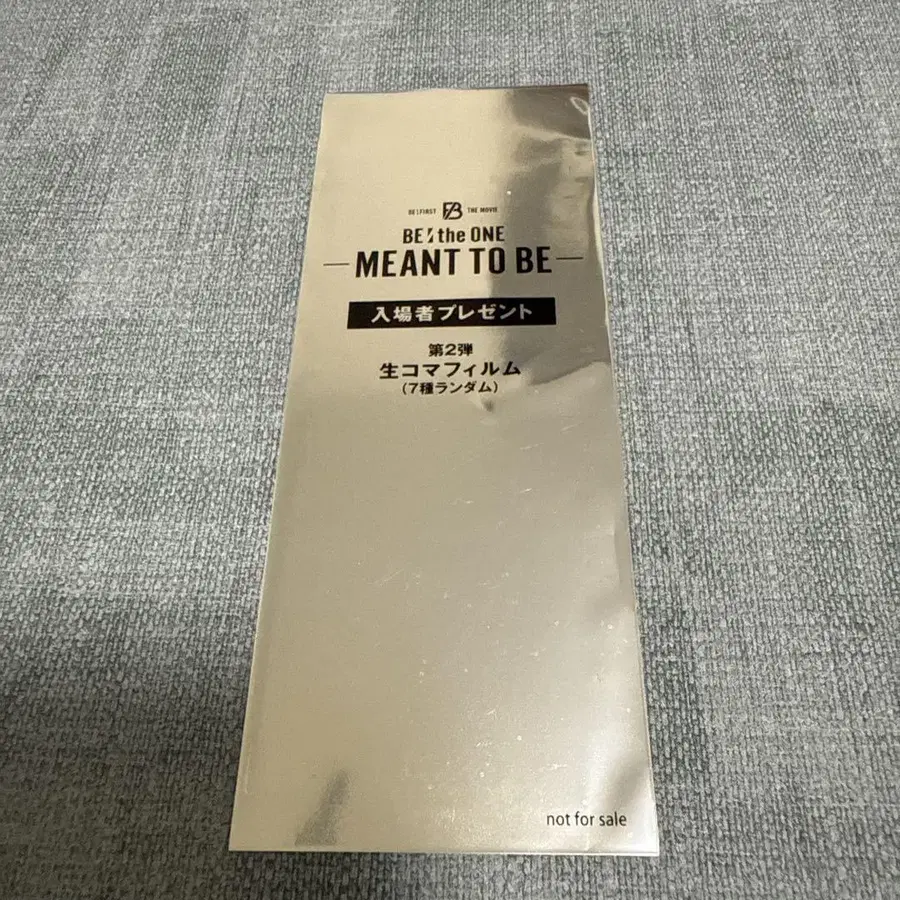 BE:FIRST THE MOVIE
BE:the ONE
MEANT TO BE
入場者プレゼント
第2弾
生コマフィルム
(7種ランダム)
not for sale